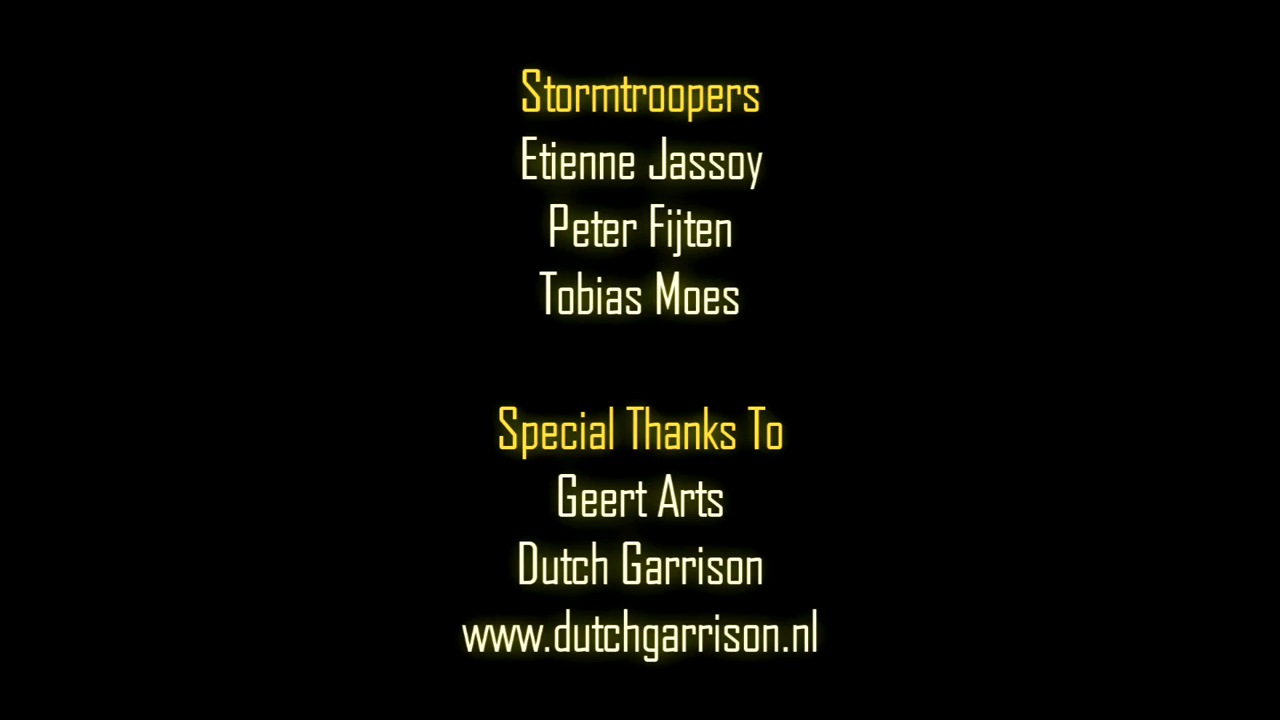 Stormtroopers
Etienne Jassoy
Peter Fijten
Tobias Moes
Special Thanks To
Geert Arts
Dutch Garrison
www.dutchgarrison.nl